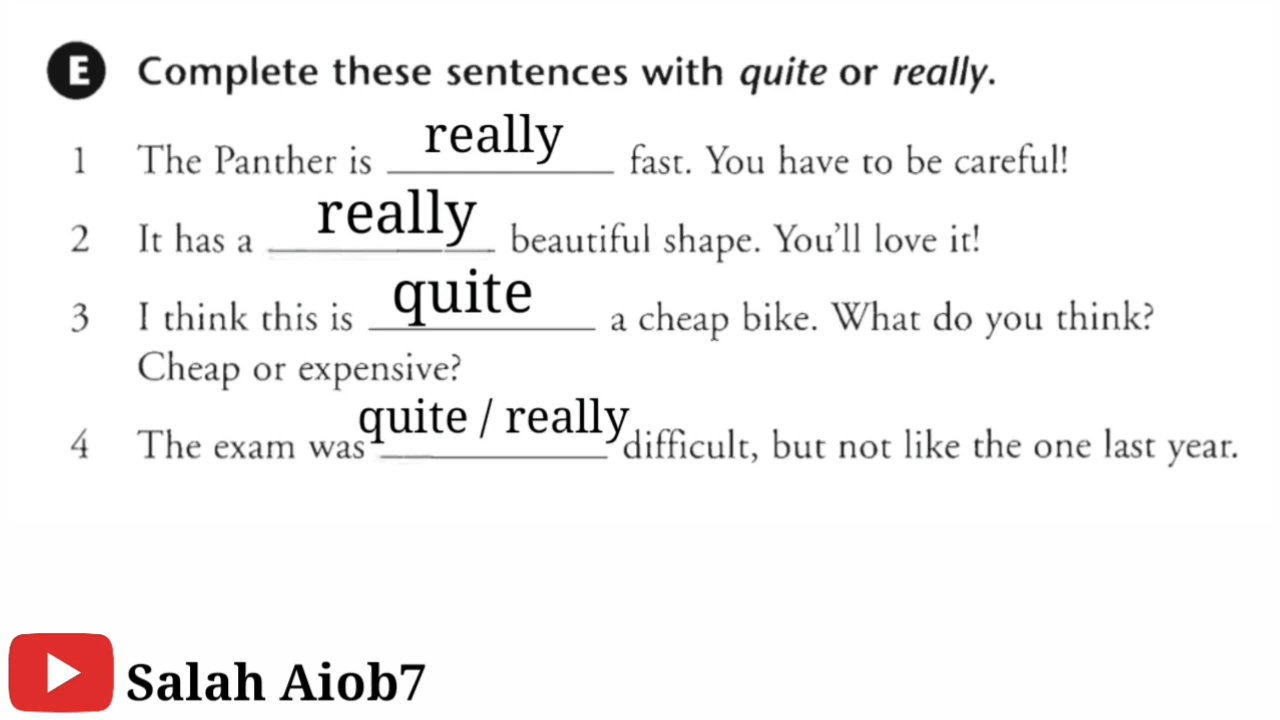 E Complete these sentences with quite or really.
1 The Panther is really fast. You have to be careful!
2 It has a really beautiful shape. You'll love it!
3 I think this is quite a cheap bike. What do you think?
Cheap or expensive?
4 The exam was quite / really difficult, but not like the one last year.
Salah Aiob7